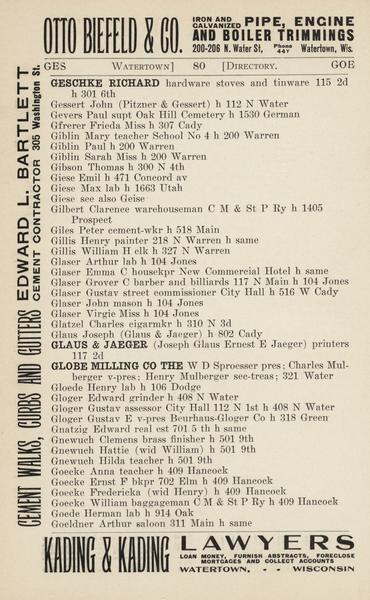 OTTO BIEFELD & CO. IRON AND GALVANIZED PIPE, ENGINE AND BOILER TRIMMINGS
200-206 N. Water St, Phone 447 Watertown, Wis.
GES Watertown] 80 [Directory. GOE
EDWARD L. BARTLETT
CEMENT CONTRACTOR 305 Washington St.
CEMENT WALKS, CURBS AND GUTTERS
GESCHKE RICHARD hardware stoves and tinware 115 2d
h 301 6th
Gessert John (Pitzner & Gessert) h 112 N Water
Gevers Paul supt Oak Hill Cemetery h 1530 German
Gfrerer Frieda Miss h 307 Cady
Giblin Mary teacher School No 4 h 200 Warren
Giblin Paul h 200 Warren
Giblin Sarah Miss h 200 Warren
Gibson Thomas h 300 N 4th
Giese Emil h 471 Concord av
Giese Max lab h 1663 Utah
Giese see also Geise
Gilbert Clarence warehouseman C M & St P Ry h 1405
Prospect
Giles Peter cement-wkr h 518 Main
Gillis Henry painter 218 N Warren h same
Gillis William H clk h 327 N Warren
Glaser Arthur lab h 104 Jones
Glaser Emma C housekpr New Commercial Hotel h same
Glaser Grover C barber and billiards 117 N Main h 104 Jones
Glaser Gustav street commissioner City Hall h 516 W Cady
Glaser John mason h 104 Jones
Glaser Virgie Miss h 104 Jones
Glatzel Charles cigarmkr h 310 N 3d
Glaus Joseph (Glaus & Jaeger) h 802 Cady
GLAUS & JAEGER (Joseph Glaus Ernest E Jaeger) printers
117 2d
GLOBE MILLING CO THE W D Sproesser pres; Charles Mul-
berger v-pres; Henry Mulberger sec-treas; 321 Water
Gloede Henry lab h 106 Dodge
Gloger Edward grinder h 408 N Water
Gloger Gustav assessor City Hall 112 N 1st h 408 N Water
Gloger Gustav E v-pres Beurhaus-Gloger Co h 318 Green
Gnatzig Edward real est 701 5th h same
Gnewuch Clemens brass finisher h 501 9th
Gnewuch Hattie (wid William) h 501 9th
Gnewuch Hilda teacher h 501 9th
Goecke Anna teacher h 409 Hancock
Goecke Ernst F bkpr 702 Elm h 409 Hancock
Goecke Fredericka (wid Henry) h 409 Hancock
Goecke William baggageman C M & St P Ry h 409 Hancock
Goede Herman lab h 914 Oak
Goeldner Arthur saloon 311 Main h same
KADING & KADING LAWYERS
LOAN MONEY, FURNISH ABSTRACTS, FORECLOSE
MORTGAGES AND COLLECT ACCOUNTS
WATERTOWN, - - WISCONSIN